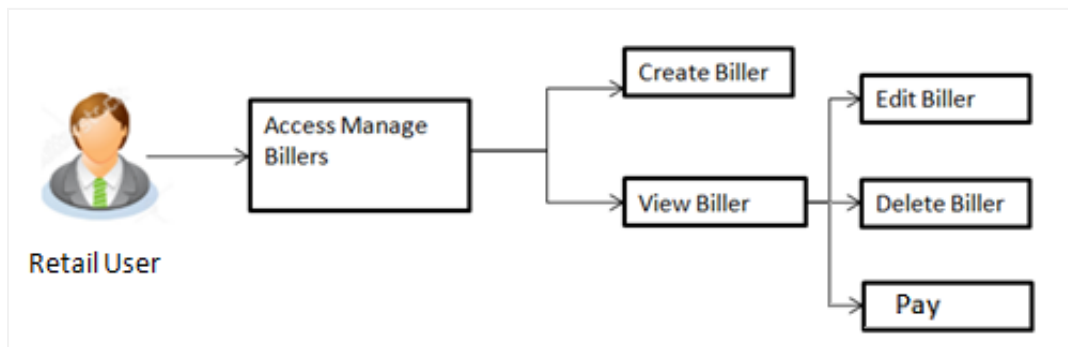 Create Biller
Edit Biller
Access Manage
Billers
View Biller
Delete Biller
Retail User
Pay